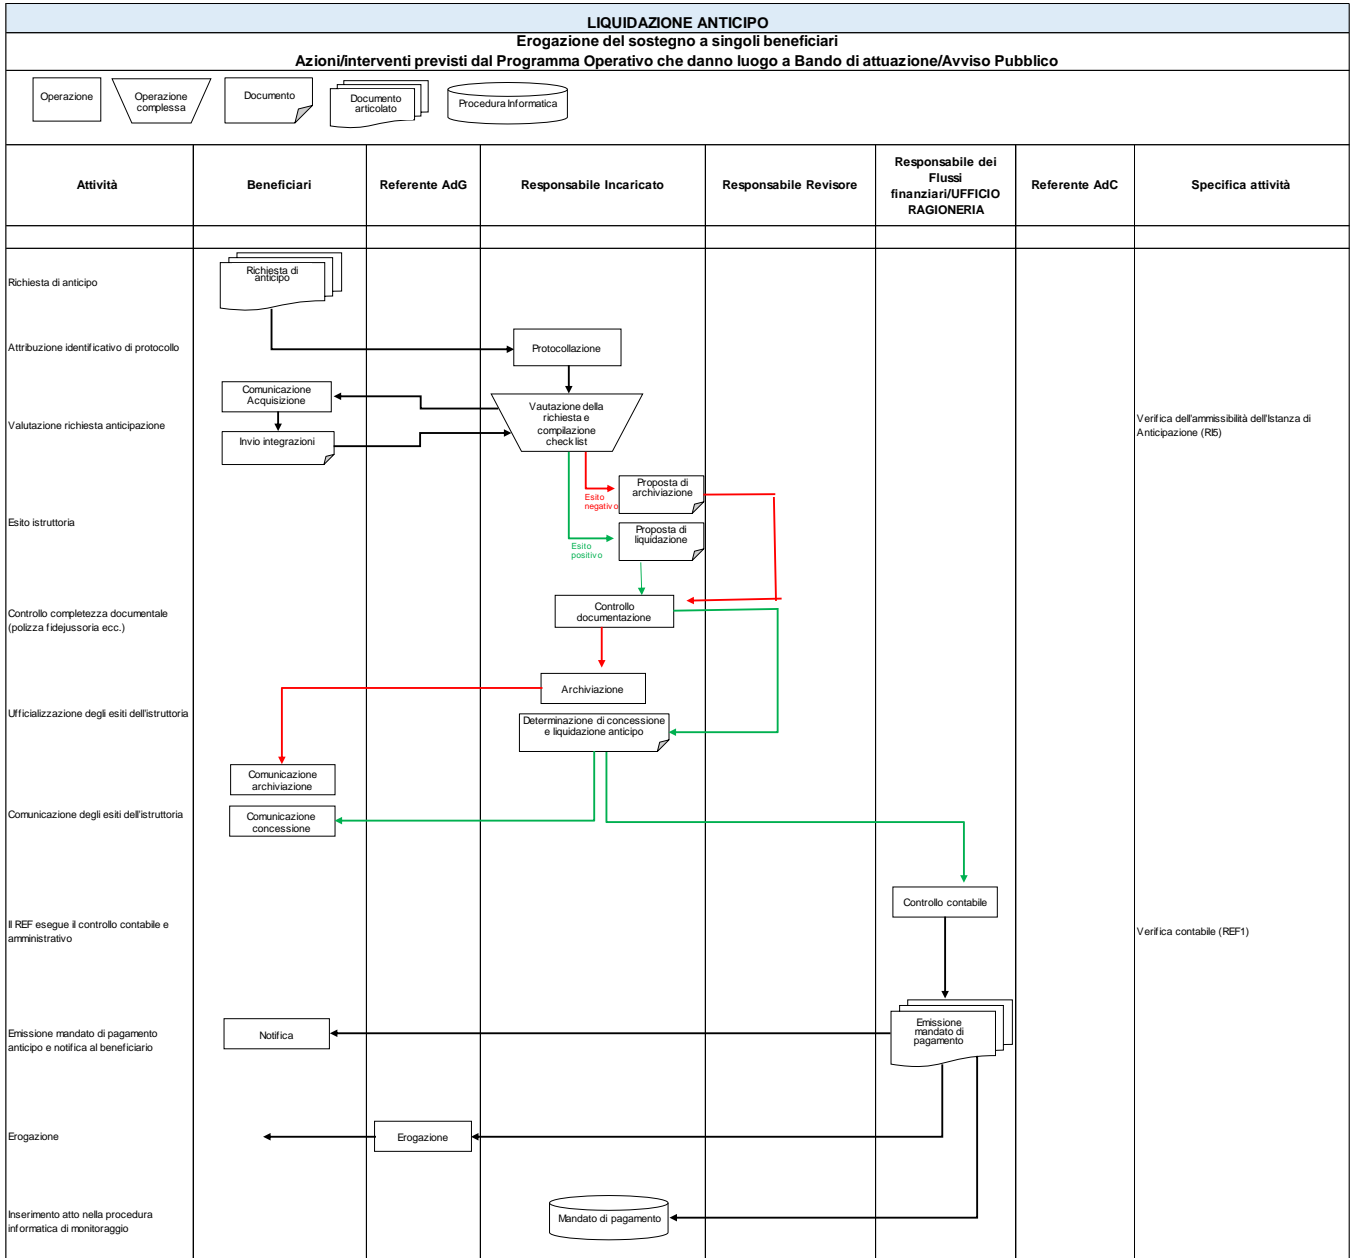 LIQUIDAZIONE ANTICIPO
Erogazione del sostegno a singoli beneficiari
Azioni/interventi previsti dal Programma Operativo che danno luogo a Bando di attuazione/Avviso Pubblico
Operazione
Operazione
complessa
Documento
Documento
articolato
Procedura Informatica
Attività
Beneficiari
Referente AdG
Responsabile Incaricato
Responsabile Revisore
Responsabile dei
Flussi
finanziari/UFFICIO
RAGIONERIA
Referente AdC
Specifica attività
Richiesta di anticipo
Richiesta di
anticipo
Attribuzione identificativo di protocollo
Protocollazione
Valutazione richiesta anticipazione
Comunicazione
Acquisizione
Invio integrazioni
Vautazione della
richiesta e
compilazione
check list
Verifica dell'ammissibilità dell'Istanza di
Anticipazione (RI5)
Esito istruttoria
Esito
negativo
Proposta di
archiviazione
Esito
positivo
Proposta di
liquidazione
Controllo completezza documentale
(polizza fidejussoria ecc.)
Controllo
documentazione
Ufficializzazione degli esiti dell'istruttoria
Archiviazione
Determinazione di concessione
e liquidazione anticipo
Comunicazione degli esiti dell'istruttoria
Comunicazione
archiviazione
Comunicazione
concessione
Il REF esegue il controllo contabile e
amministrativo
Controllo contabile
Verifica contabile (REF1)
Emissione mandato di pagamento
anticipo e notifica al beneficiario
Notifica
Emissione
mandato di
pagamento
Erogazione
Erogazione
Inserimento atto nella procedura
informatica di monitoraggio
Mandato di pagamento